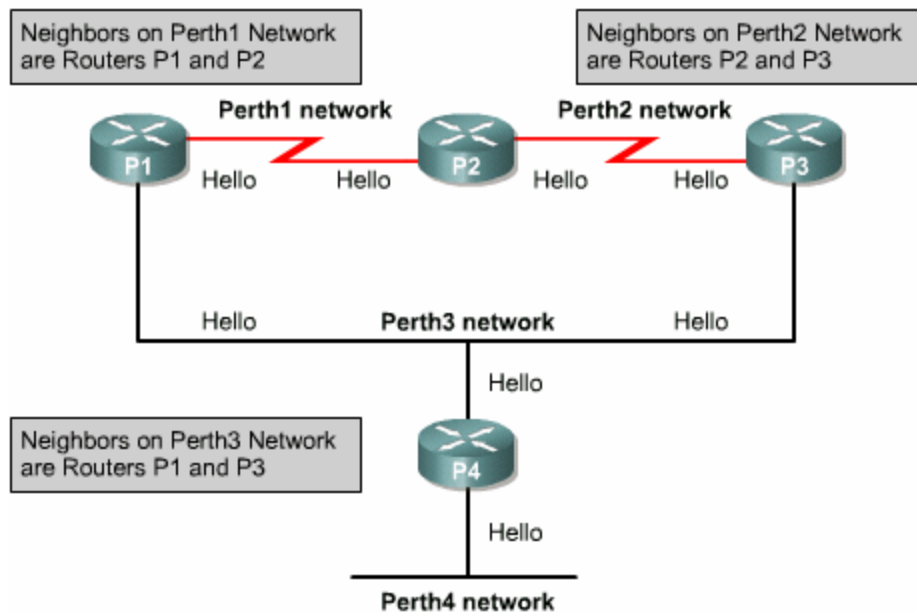 Neighbors on Perth1 Network
are Routers P1 and P2
Neighbors on Perth2 Network
are Routers P2 and P3
Perth1 network
Perth2 network
P1
P2
P3
Hello
Hello
Hello
Hello
Hello
Perth3 network
Hello
Hello
Neighbors on Perth3 Network
are Routers P1 and P3
P4
Hello
Perth4 network